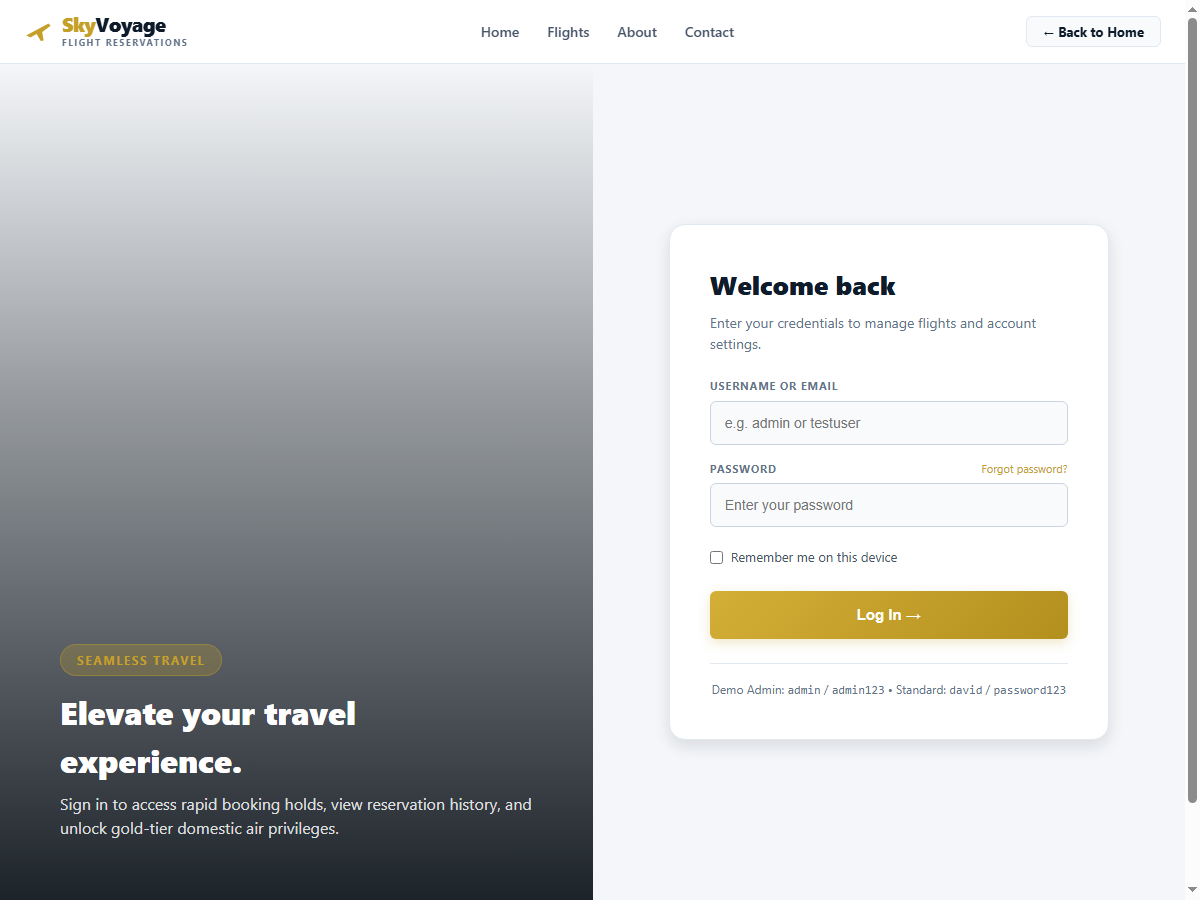 SkyVoyage
FLIGHT RESERVATIONS
Home
Flights
About
Contact
← Back to Home
SEAMLESS TRAVEL
Elevate your travel
experience.
Sign in to access rapid booking holds, view reservation history, and
unlock gold-tier domestic air privileges.
Welcome back
Enter your credentials to manage flights and account
settings.
USERNAME OR EMAIL
e.g. admin or testuser
PASSWORD
Forgot password?
Enter your password
Remember me on this device
Log In →
Demo Admin: admin / admin123 • Standard: david / password123